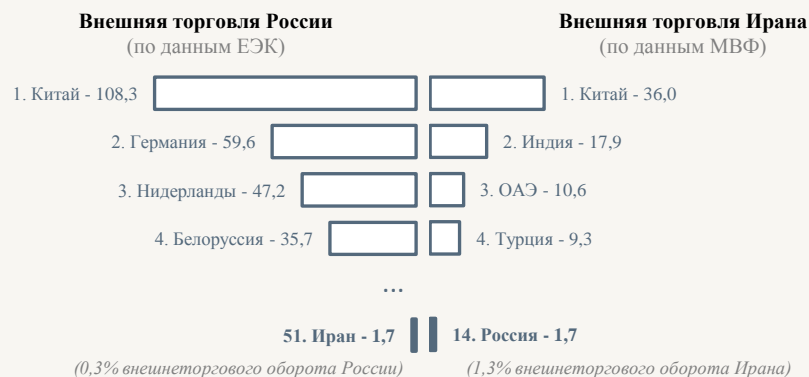 Внешняя торговля России
(по данным ЕЭК)
Внешняя торговля Ирана
(по данным МВФ)
1. Китай - 108,3
1. Китай - 36,0
2. Германия - 59,6
2. Индия - 17,9
3. Нидерланды - 47,2
3. ОАЭ - 10,6
4. Белоруссия - 35,7
4. Турция - 9,3
...
51. Иран - 1,7
14. Россия - 1,7
(0,3% внешнеторгового оборота России)
(1,3% внешнеторгового оборота Ирана)